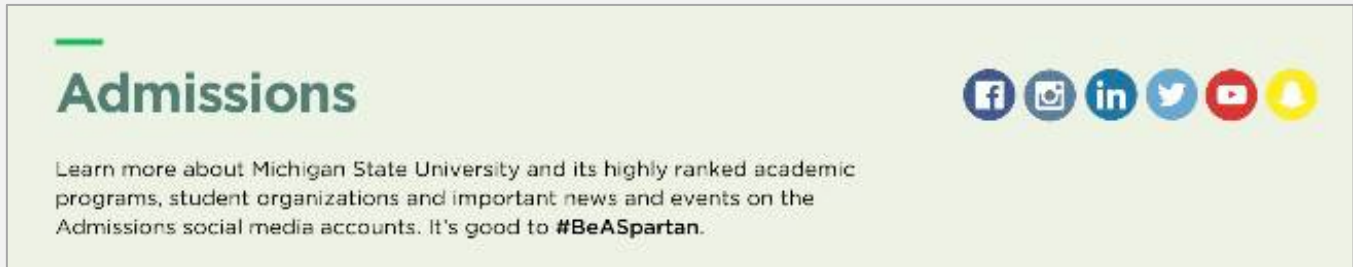 Admissions
Learn more about Michigan State University and its highly ranked academic
programs, student organizations and important news and events on the
Admissions social media accounts. It's good to #BeASpartan.